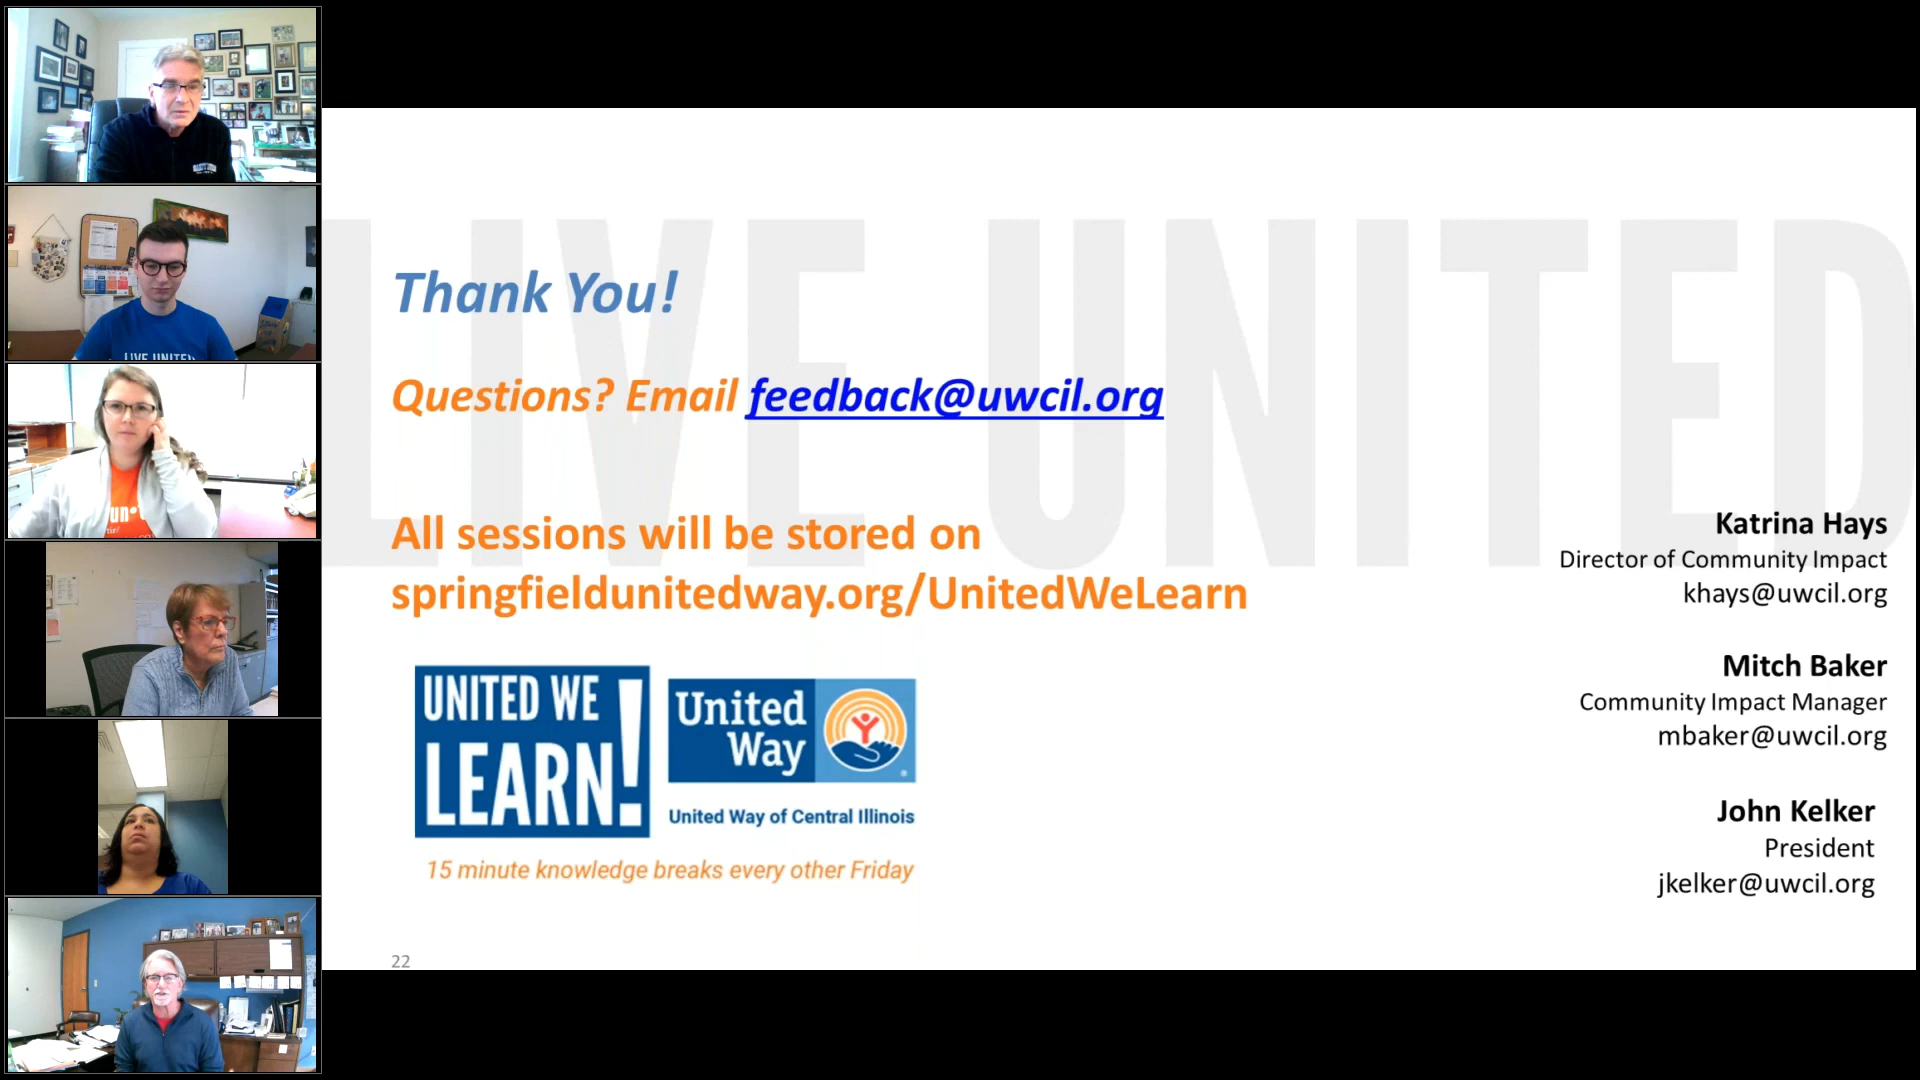 LIVE UNITED
Thank You!
Questions? Email feedback@uwcil.org
All sessions will be stored on
springfieldunitedway.org/UnitedWeLearn
UNITED WE
LEARN!
United
Way
United Way of Central Illinois
15 minute knowledge breaks every other Friday
Katrina Hays
Director of Community Impact
khays@uwcil.org
Mitch Baker
Community Impact Manager
mbaker@uwcil.org
John Kelker
President
jkelker@uwcil.org
22
LIVE UNITED
un